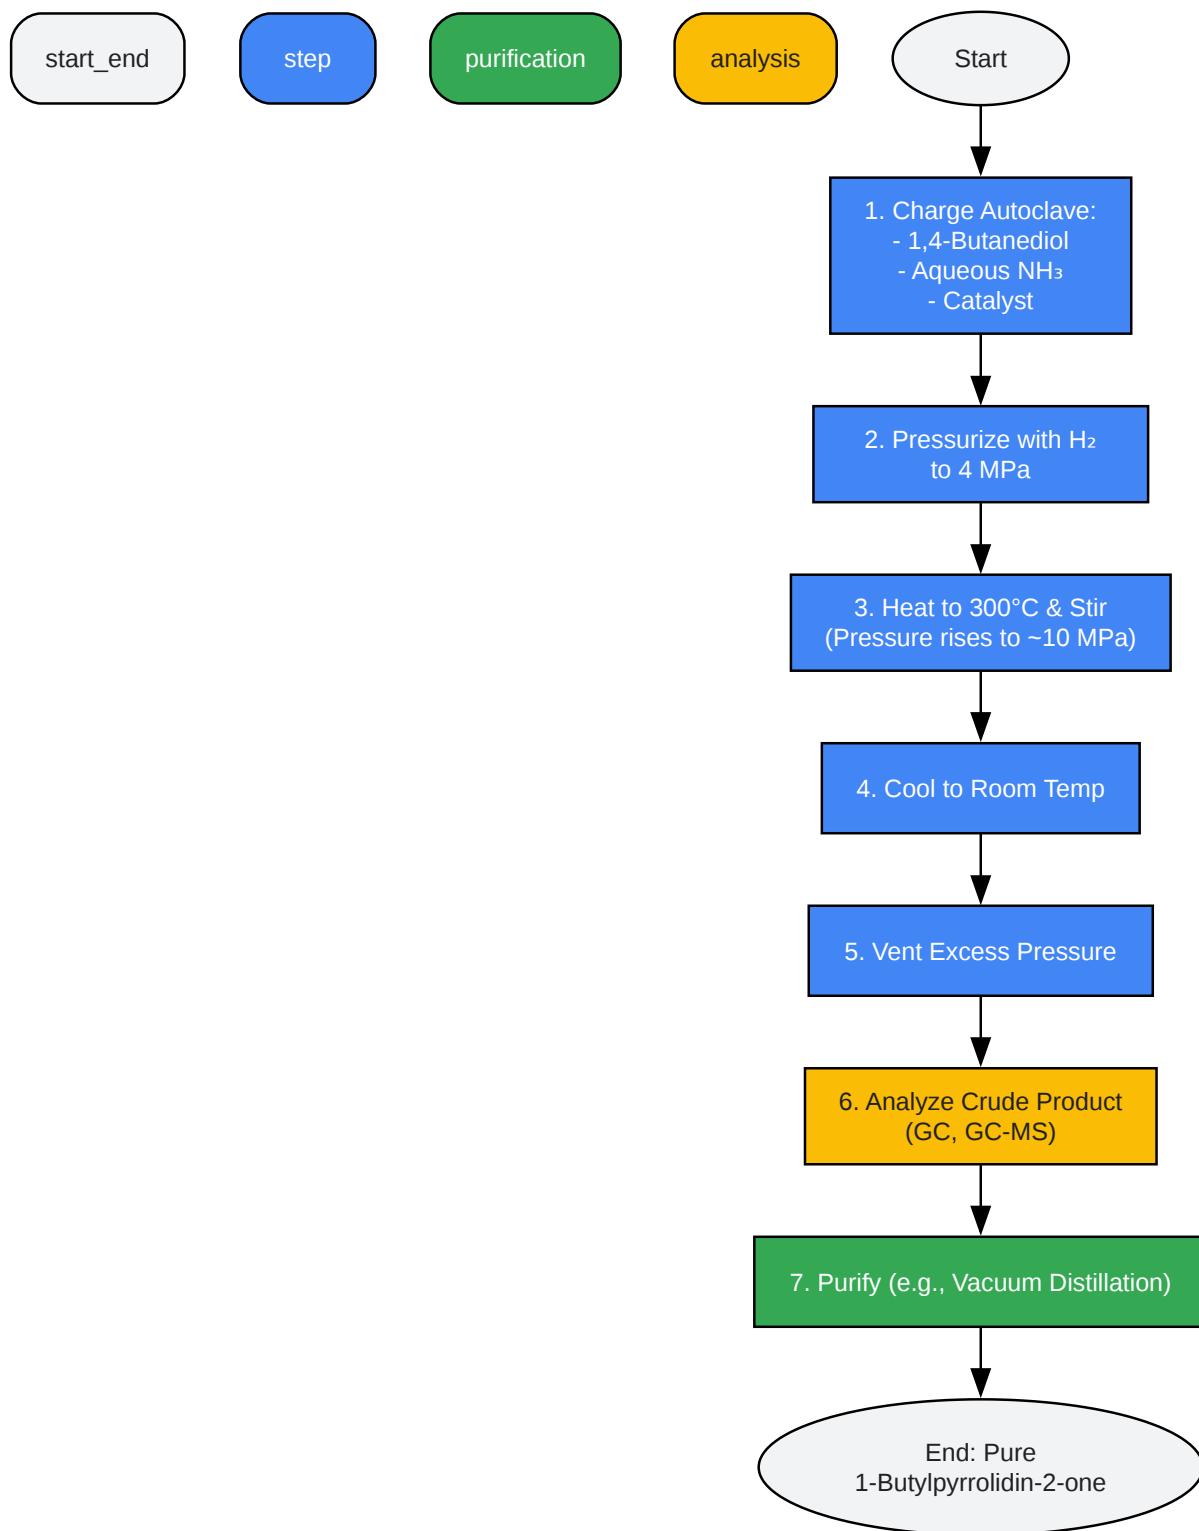 start_end
step
purification
analysis
Start
1. Charge Autoclave:
- 1,4-Butanediol
- Aqueous NH₃
- Catalyst
2. Pressurize with H₂
to 4 MPa
3. Heat to 300°C & Stir
(Pressure rises to ~10 MPa)
4. Cool to Room Temp
5. Vent Excess Pressure
6. Analyze Crude Product
(GC, GC-MS)
7. Purify (e.g., Vacuum Distillation)
End: Pure
1-Butylpyrrolidin-2-one